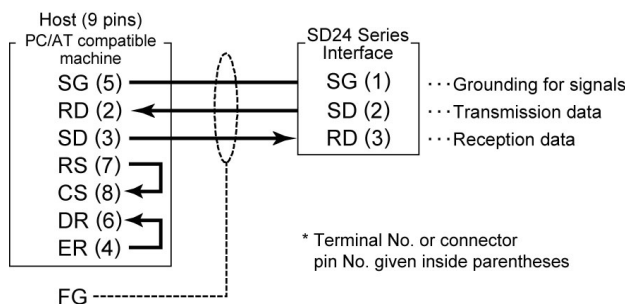 Host (9 pins)
PC/AT compatible
machine
SG (5)
RD (2)
SD (3)
RS (7)
CS (8)
DR (6)
ER (4)
FG
SD24 Series
Interface
SG (1)
SD (2)
RD (3)
···Grounding for signals
···Transmission data
···Reception data
* Terminal No. or connector
pin No. given inside parentheses